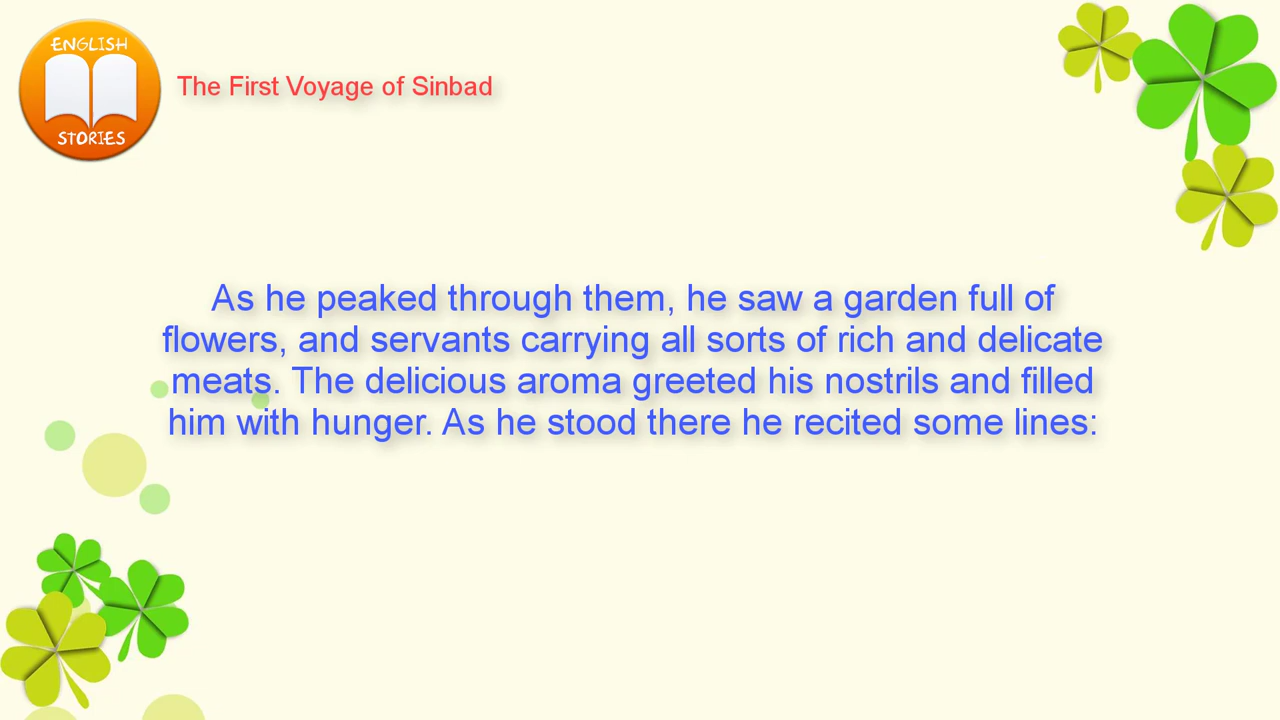 ENGLISH
STORIES
The First Voyage of Sinbad
As he peaked through them, he saw a garden full of
flowers, and servants carrying all sorts of rich and delicate
meats. The delicious aroma greeted his nostrils and filled
him with hunger. As he stood there he recited some lines: